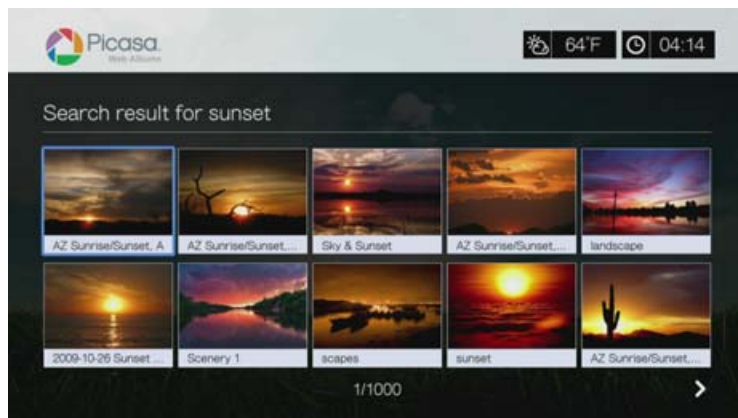 Picasa.
Web Albums
64°F
04:14
Search result for sunset
AZ Sunrise/Sunset, A
AZ Sunrise/Sunset,...
Sky & Sunset
AZ Sunrise/Sunset,...
landscape
2009-10-26 Sunset ...
Scenery 1
scapes
sunset
AZ Sunrise/Sunset,...
1/1000